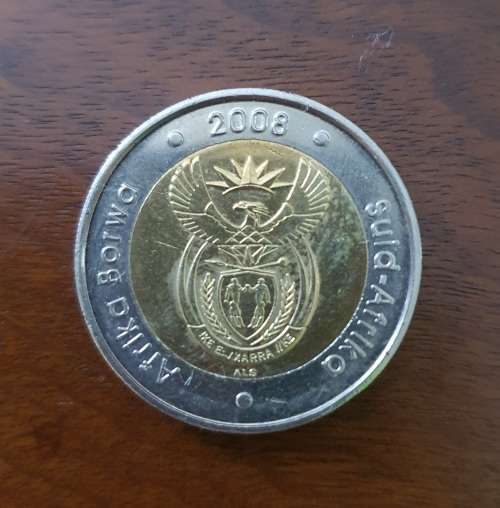 2008
Afrika Borwa
Suid-Afrika
!KE E:/XARRA //KE
ALS